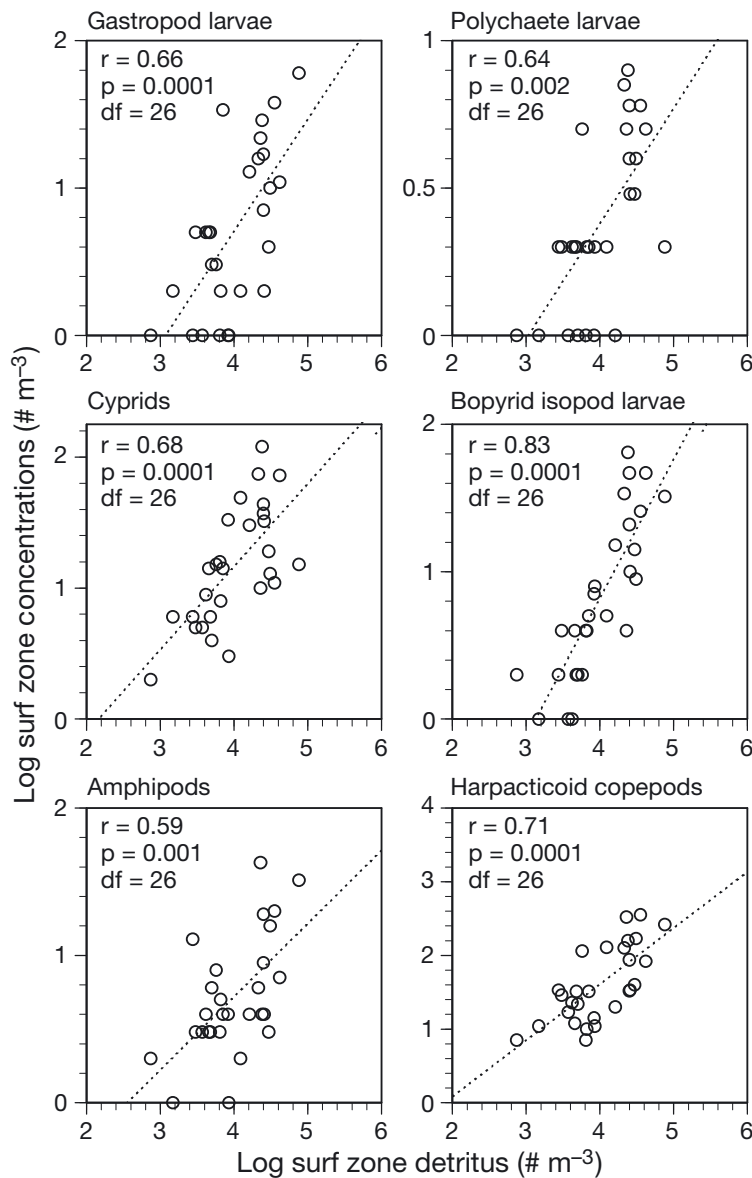 Gastropod larvae
2
r = 0.66
p = 0.0001
df = 26
1
0
2 3 4 5 6
Polychaete larvae
1
r = 0.64
p = 0.002
df = 26
0.5
0
2 3 4 5 6
Log surf zone concentrations (# m⁻³)
Cyprids
2
r = 0.68
p = 0.0001
df = 26
1
0
2 3 4 5 6
Bopyrid isopod larvae
2
r = 0.83
p = 0.0001
df = 26
1
0
2 3 4 5 6
Amphipods
2
r = 0.59
p = 0.001
df = 26
1
0
2 3 4 5 6
Harpacticoid copepods
4
r = 0.71
p = 0.0001
df = 26
3
2
1
0
2 3 4 5 6
Log surf zone detritus (# m⁻³)